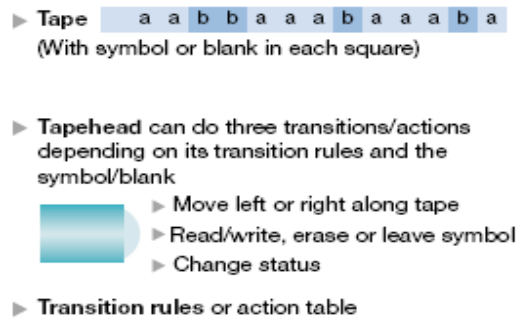 Tape a a b b a a a b a a a b a
(With symbol or blank in each square)
Tapehead can do three transitions/actions
depending on its transition rules and the
symbol/blank
Move left or right along tape
Read/write, erase or leave symbol
Change status
Transition rules or action table